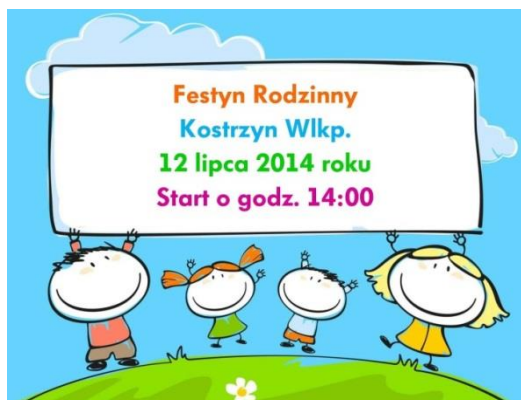 Festyn Rodzinny
Kostrzyn Wlkp.
12 lipca 2014 roku
Start o godz. 14:00